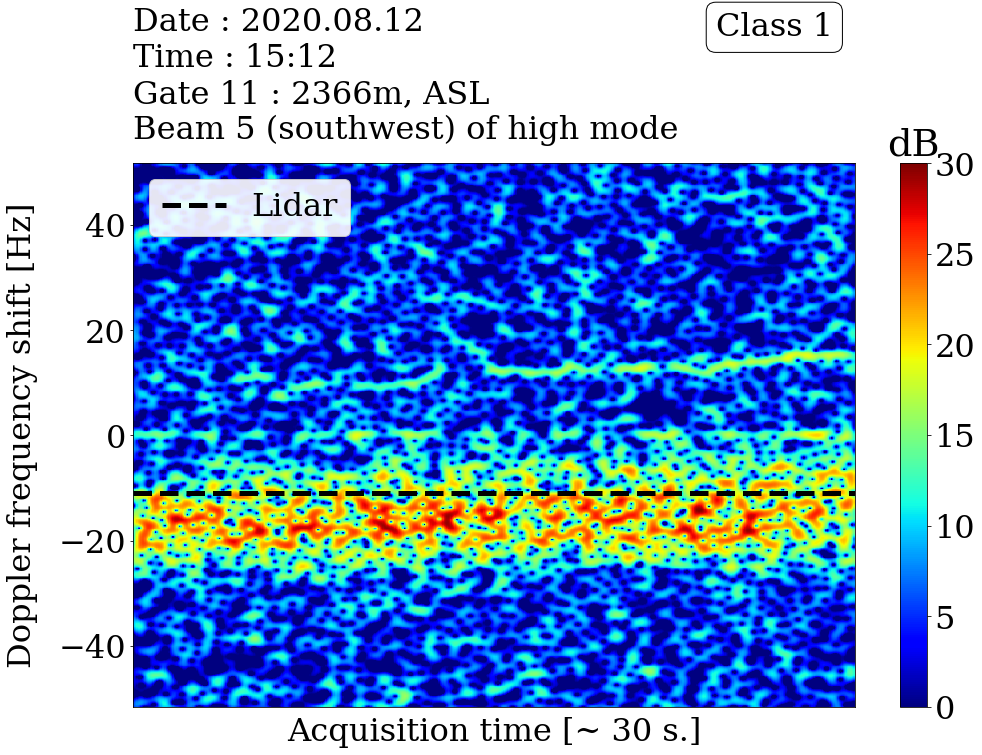 Date : 2020.08.12
Time : 15:12
Gate 11 : 2366m, ASL
Beam 5 (southwest) of high mode
Class 1
dB
Lidar
Doppler frequency shift [Hz]
40
20
0
−20
−40
30
25
20
15
10
5
0
Acquisition time [~ 30 s.]